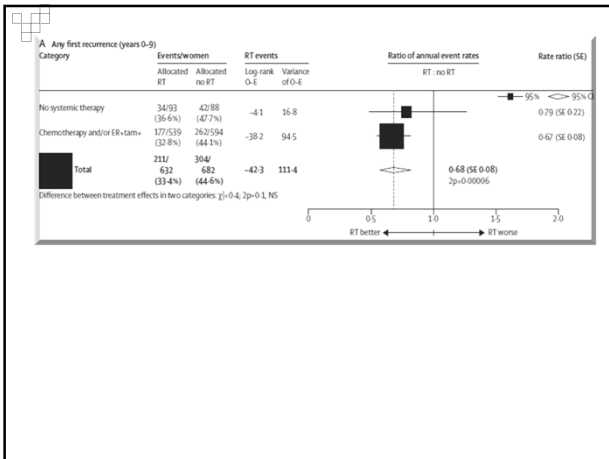 A Any first recurrence (years 0–9)
Category Events/women RT events Ratio of annual event rates Rate ratio (SE)
Allocated RT Allocated no RT Log-rank O–E Variance of O–E RT : no RT
95% 95% CI
No systemic therapy 34/93 42/88 –4·1 16·8 0·79 (SE 0·22)
(36·6%) (47·7%)
Chemotherapy and/or ER+tam+ 177/539 262/594 –38·2 94·5 0·67 (SE 0·08)
(32·8%) (44·1%)
Total 211/632 304/682 –42·3 111·4 0·68 (SE 0·08)
(33·4%) (44·6%) 2p=0·00006
Difference between treatment effects in two categories: χ²=0·4; 2p>0·1, NS
0 0·5 1·0 1·5 2·0
RT better RT worse